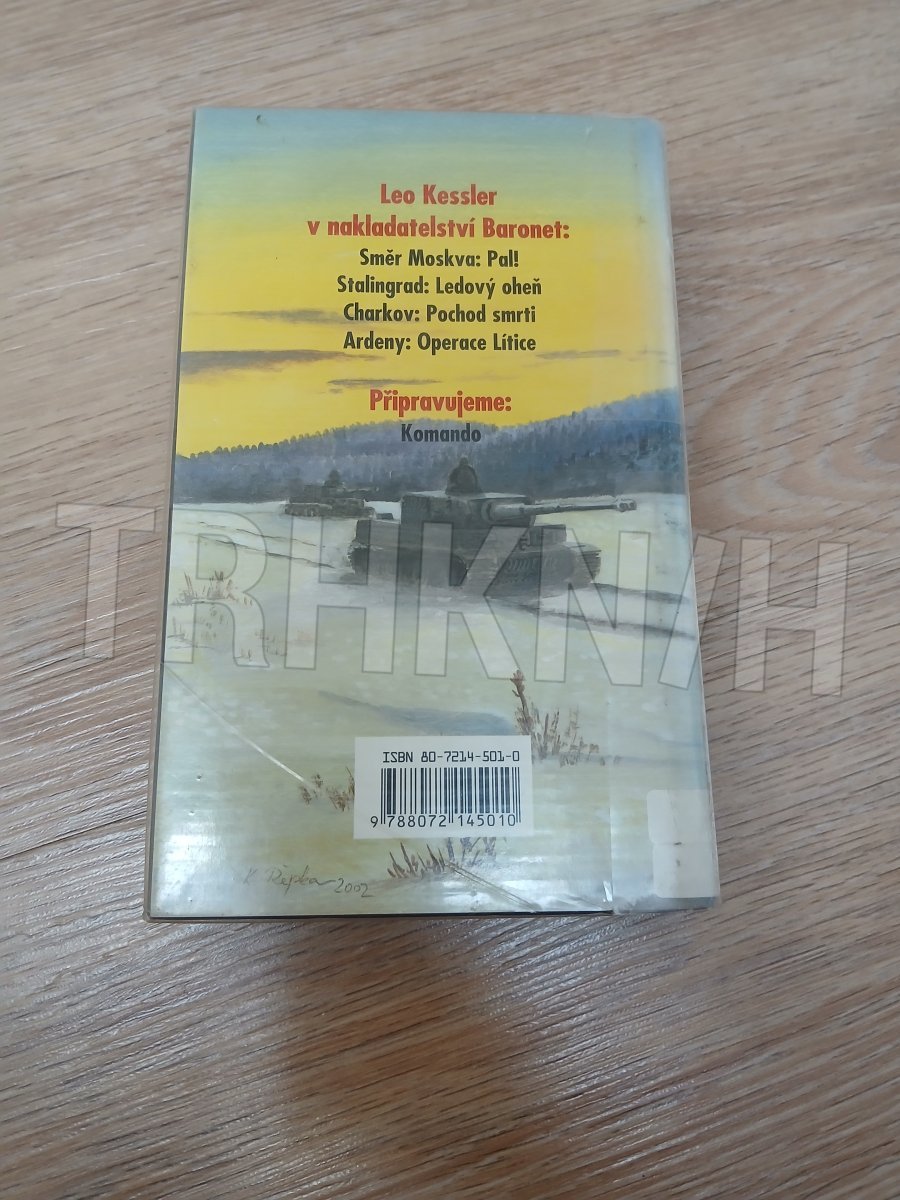 Leo Kessler
v nakladatelství Baronet:
Směr Moskva: Pal!
Stalingrad: Ledový oheň
Charkov: Pochod smrti
Ardeny: Operace Lítice
Připravujeme:
Komando
TRHKNIH
ISBN 80-7214-501-0
9 788072 145010
K. Řepka 2002